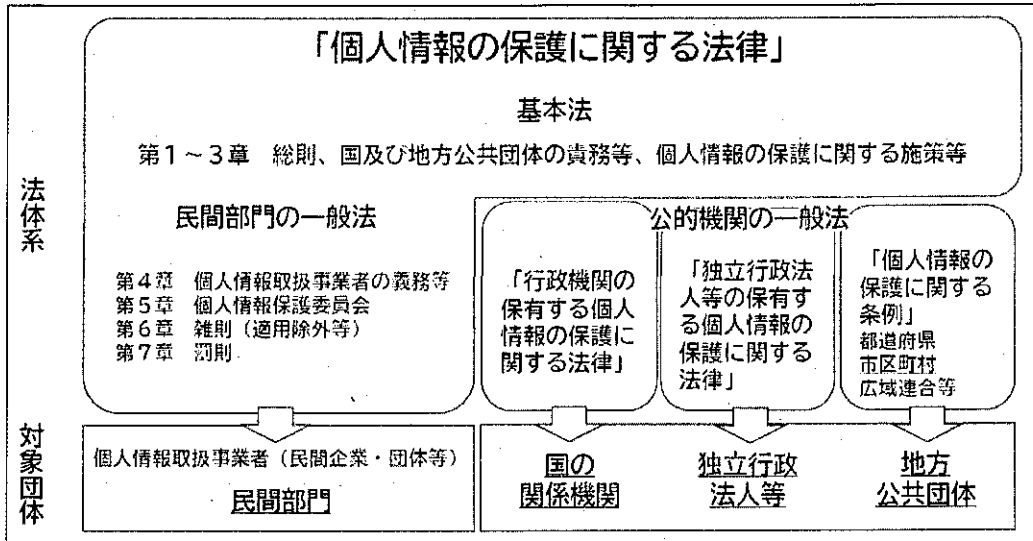 「個人情報の保護に関する法律」
基本法
第1～3章 総則、国及び地方公共団体の責務等、個人情報の保護に関する施策等
法体系
民間部門の一般法
第4章 個人情報取扱事業者の義務等
第5章 個人情報保護委員会
第6章 雑則（適用除外等）
第7章 罰則
公的機関の一般法
「行政機関の
保有する個人
情報の保護に
関する法律」
「独立行政法
人等の保有す
る個人情報の
保護に関する
法律」
「個人情報の
保護に関する
条例」
都道府県
市区町村
広域連合等
対象団体
個人情報取扱事業者（民間企業・団体等）
民間部門
国の
関係機関
独立行政
法人等
地方
公共団体